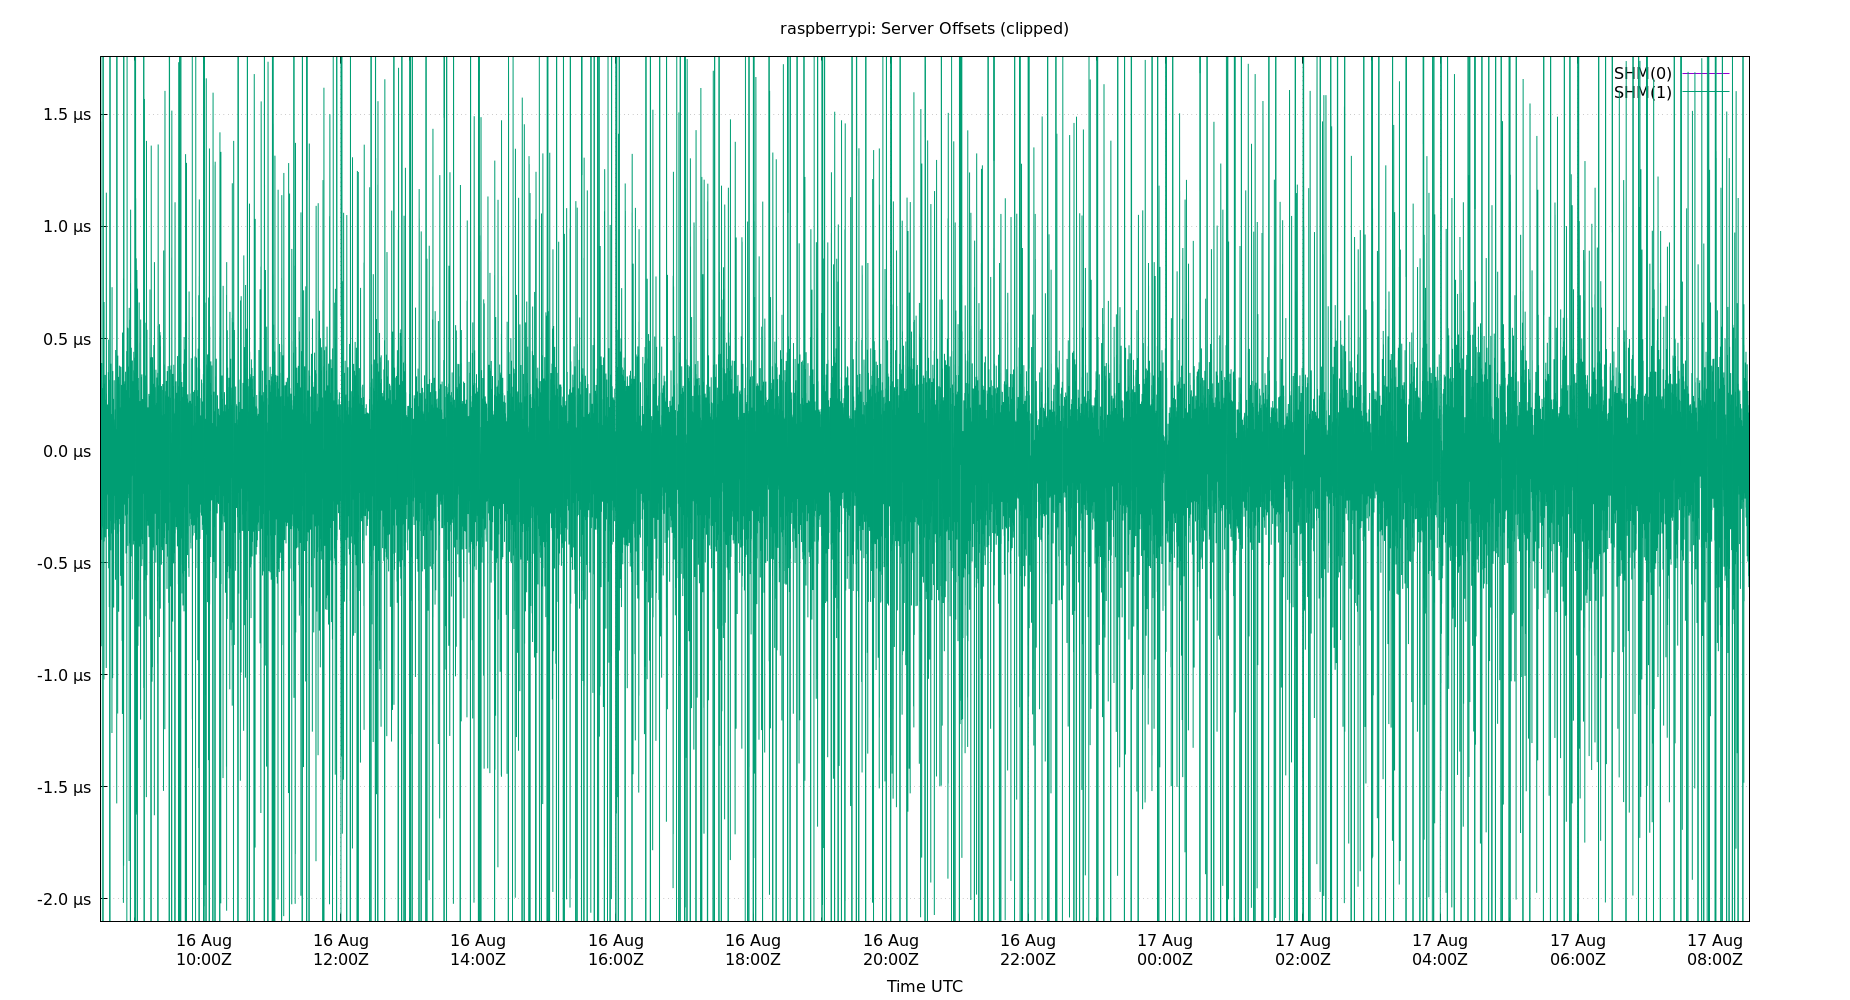 raspberrypi: Server Offsets (clipped)
SHM(0)
SHM(1)
1.5 µs
1.0 µs
0.5 µs
0.0 µs
-0.5 µs
-1.0 µs
-1.5 µs
-2.0 µs
16 Aug 16 Aug 16 Aug 16 Aug 16 Aug 16 Aug 16 Aug 17 Aug 17 Aug 17 Aug 17 Aug 17 Aug
10:00Z 12:00Z 14:00Z 16:00Z 18:00Z 20:00Z 22:00Z 00:00Z 02:00Z 04:00Z 06:00Z 08:00Z
Time UTC